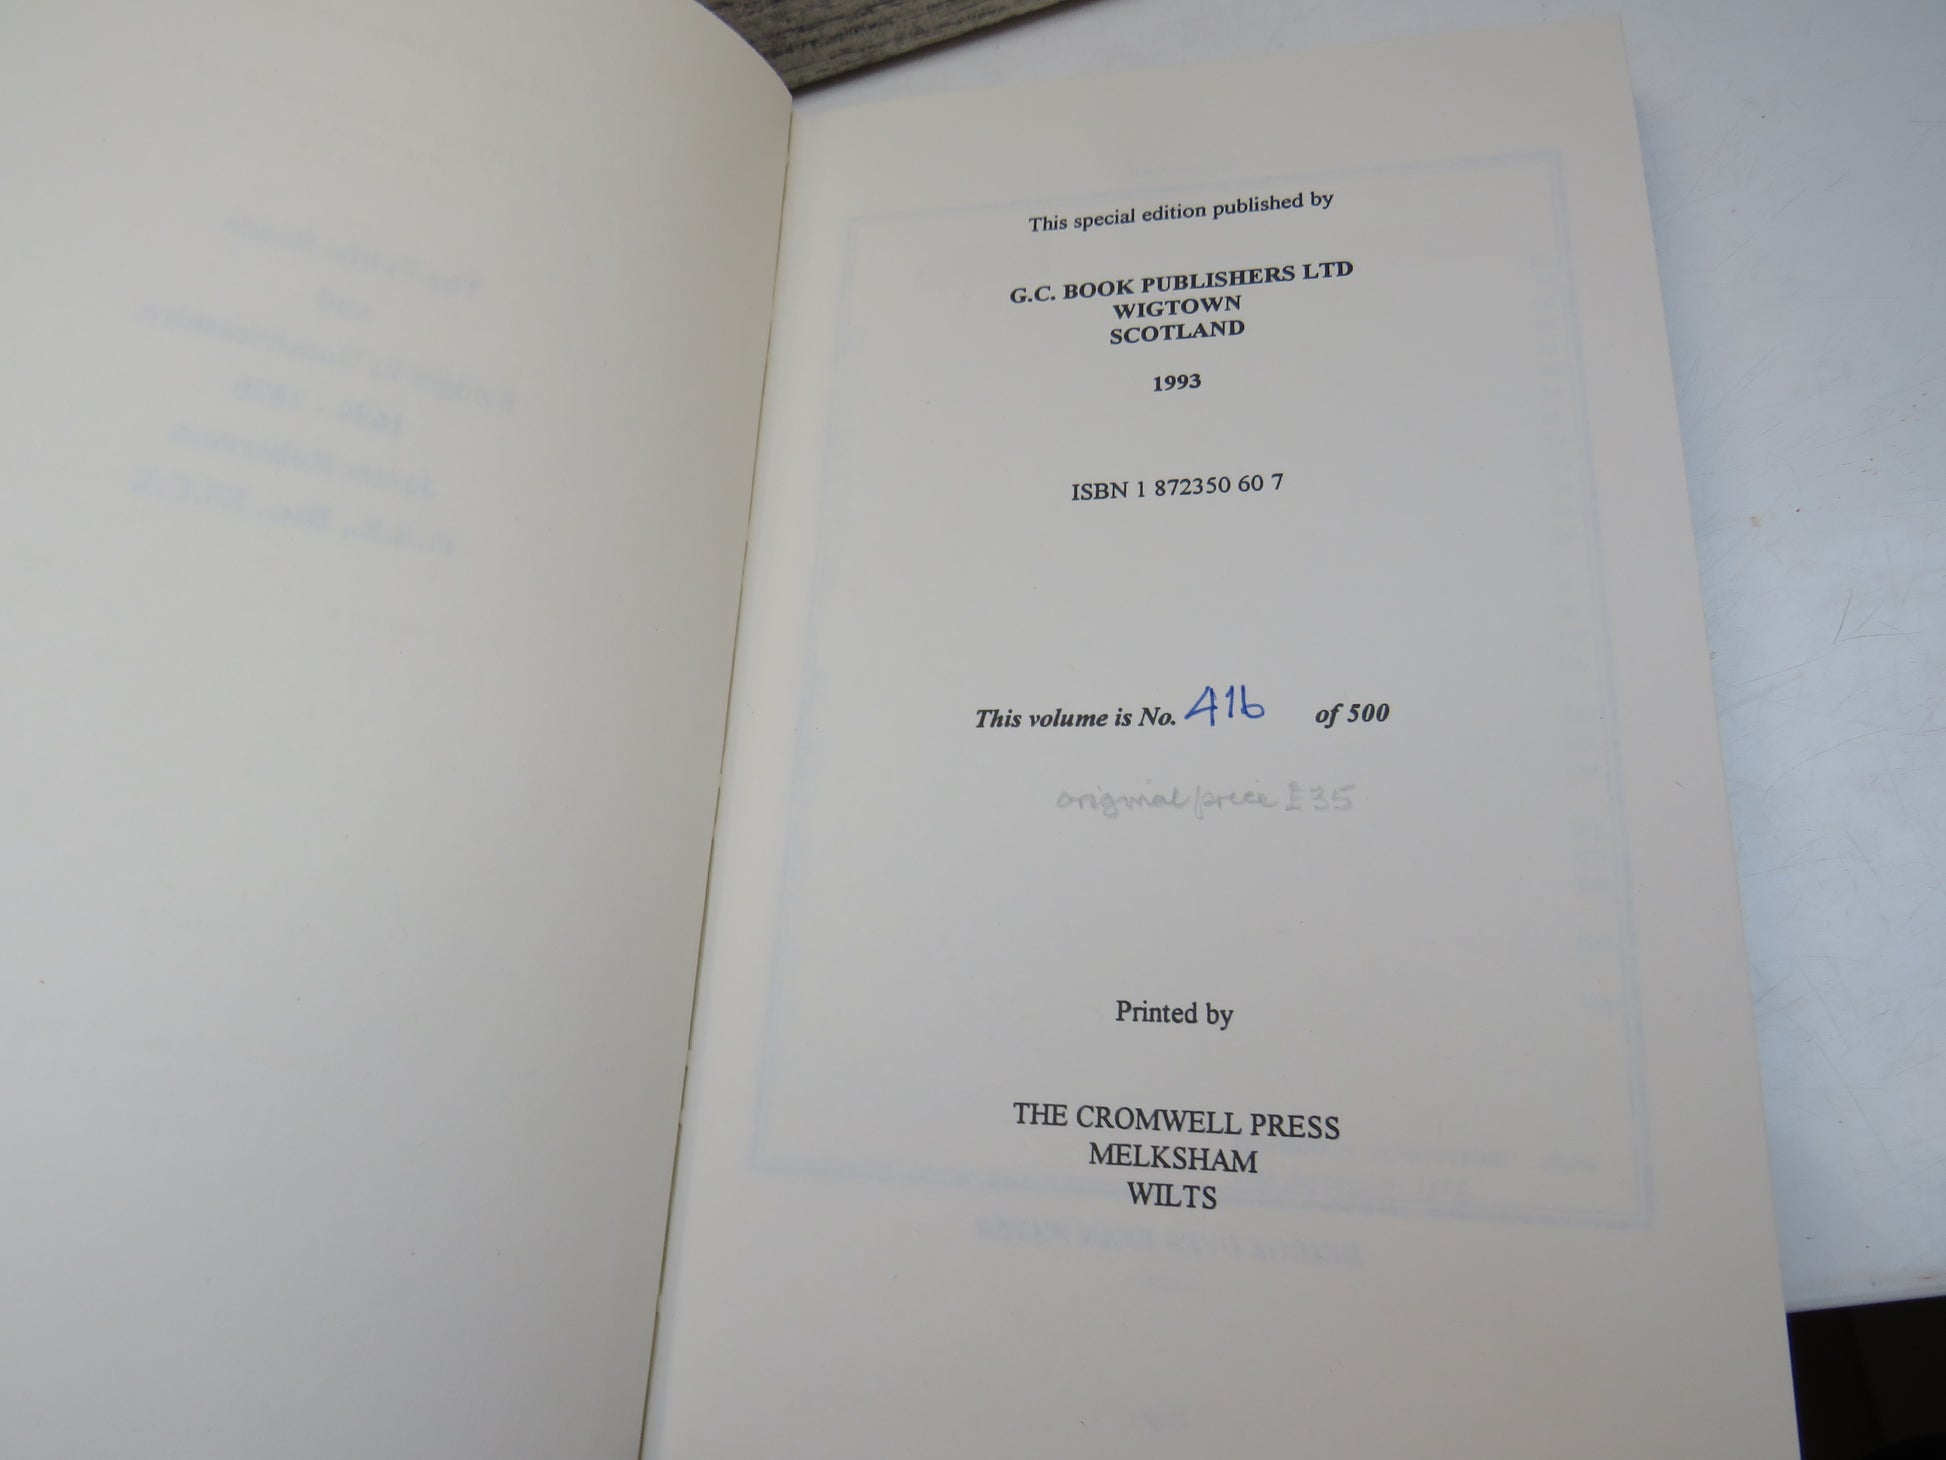 This special edition published by
G.C. BOOK PUBLISHERS LTD
WIGTOWN
SCOTLAND
1993
ISBN 1 872350 60 7
This volume is No. 416 of 500
original price £35
Printed by
THE CROMWELL PRESS
MELKSHAM
WILTS